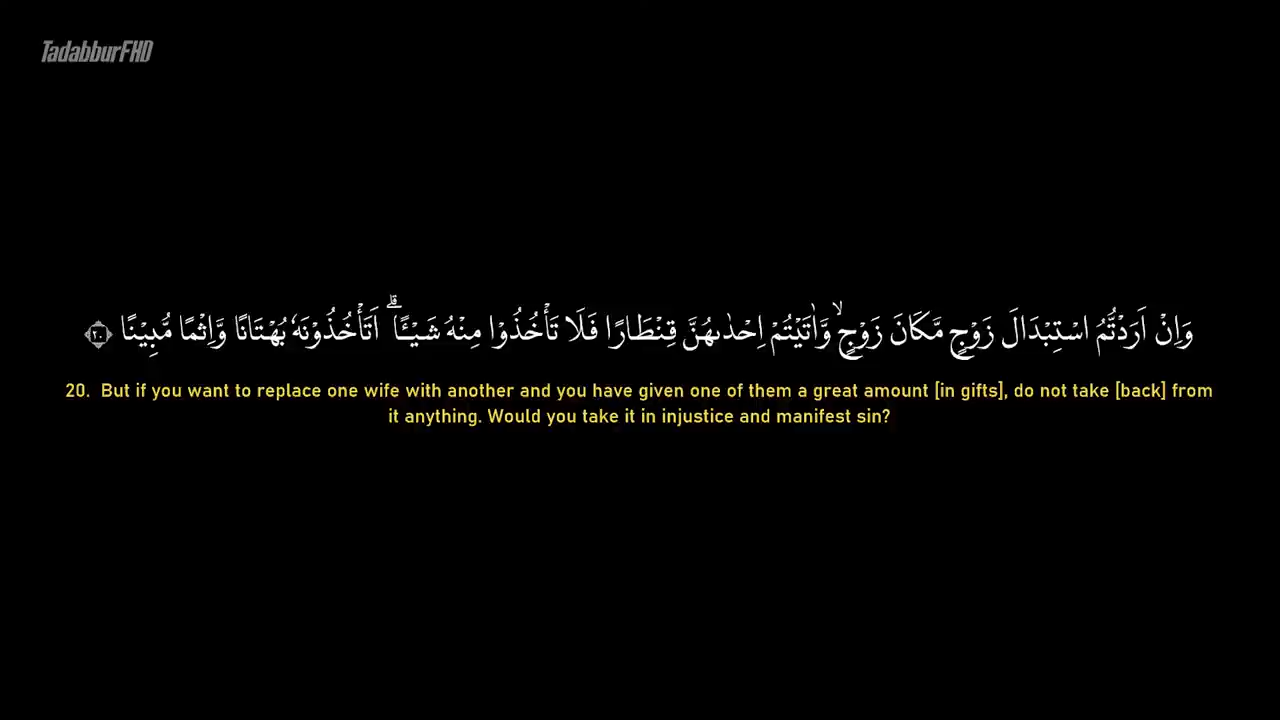 TadabburFHD
وَاِنْ اَرَدْتُّمُ اسْتِبْدَالَ زَوْجٍ مَّكَانَ زَوْجٍۙ وَّاٰتَيْتُمْ اِحْدٰىهُنَّ قِنْطَارًا فَلَا تَأْخُذُوْا مِنْهُ شَيْـًٔاۗ اَتَأْخُذُوْنَهٗ بُهْتَانًا وَّاِثْمًا مُّبِيْنًا ٢٠
20. But if you want to replace one wife with another and you have given one of them a great amount [in gifts], do not take [back] from
it anything. Would you take it in injustice and manifest sin?